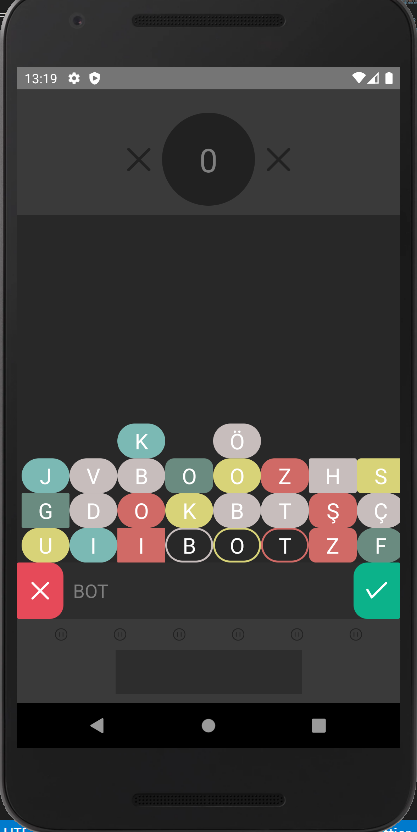 13:19
0
K Ö
J V B O O Z H S
G D O K B T Ş Ç
U I I B O T Z F
BOT